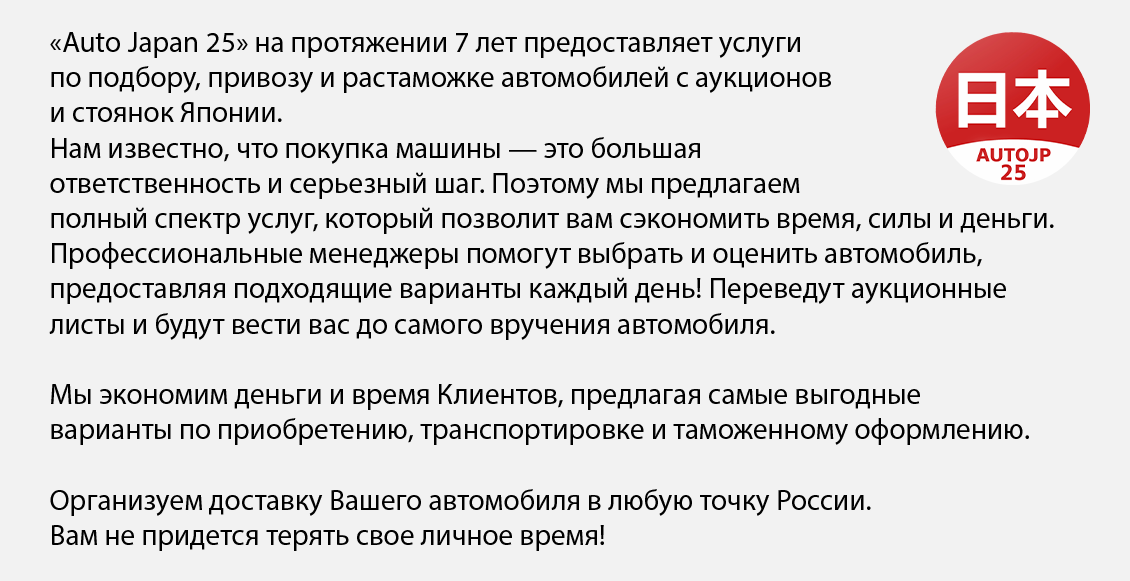 «Auto Japan 25» на протяжении 7 лет предоставляет услуги
по подбору, привозу и растаможке автомобилей с аукционов
и стоянок Японии.
Нам известно, что покупка машины — это большая
ответственность и серьезный шаг. Поэтому мы предлагаем
полный спектр услуг, который позволит вам сэкономить время, силы и деньги.
Профессиональные менеджеры помогут выбрать и оценить автомобиль,
предоставляя подходящие варианты каждый день! Переведут аукционные
листы и будут вести вас до самого вручения автомобиля.
Мы экономим деньги и время Клиентов, предлагая самые выгодные
варианты по приобретению, транспортировке и таможенному оформлению.
Организуем доставку Вашего автомобиля в любую точку России.
Вам не придется терять свое личное время!
日本
AUTOJP
25